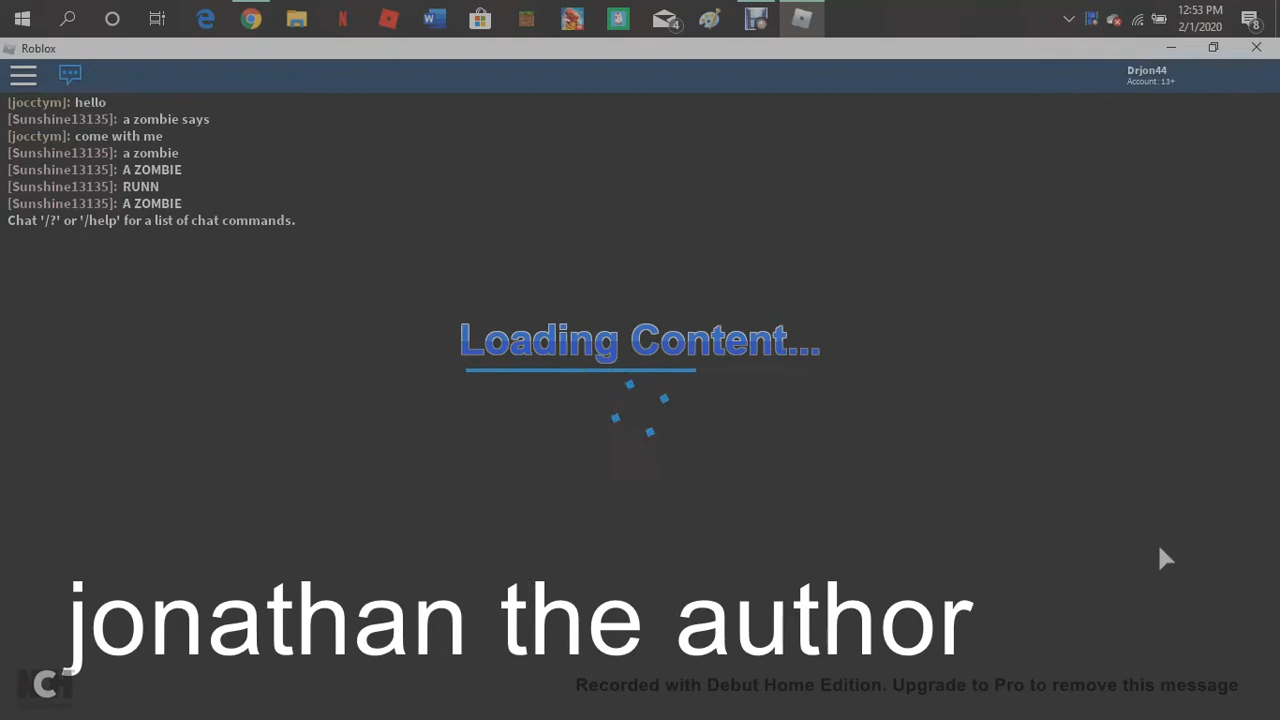 12:53 PM
2/1/2020
4
8
Roblox
Drjon44
Account: 13+
[jocctym]: hello
[Sunshine13135]: a zombie says
[jocctym]: come with me
[Sunshine13135]: a zombie
[Sunshine13135]: A ZOMBIE
[Sunshine13135]: RUNN
[Sunshine13135]: A ZOMBIE
Chat '/?' or '/help' for a list of chat commands.
Loading Content...
jonathan the author
Recorded with Debut Home Edition. Upgrade to Pro to remove this message